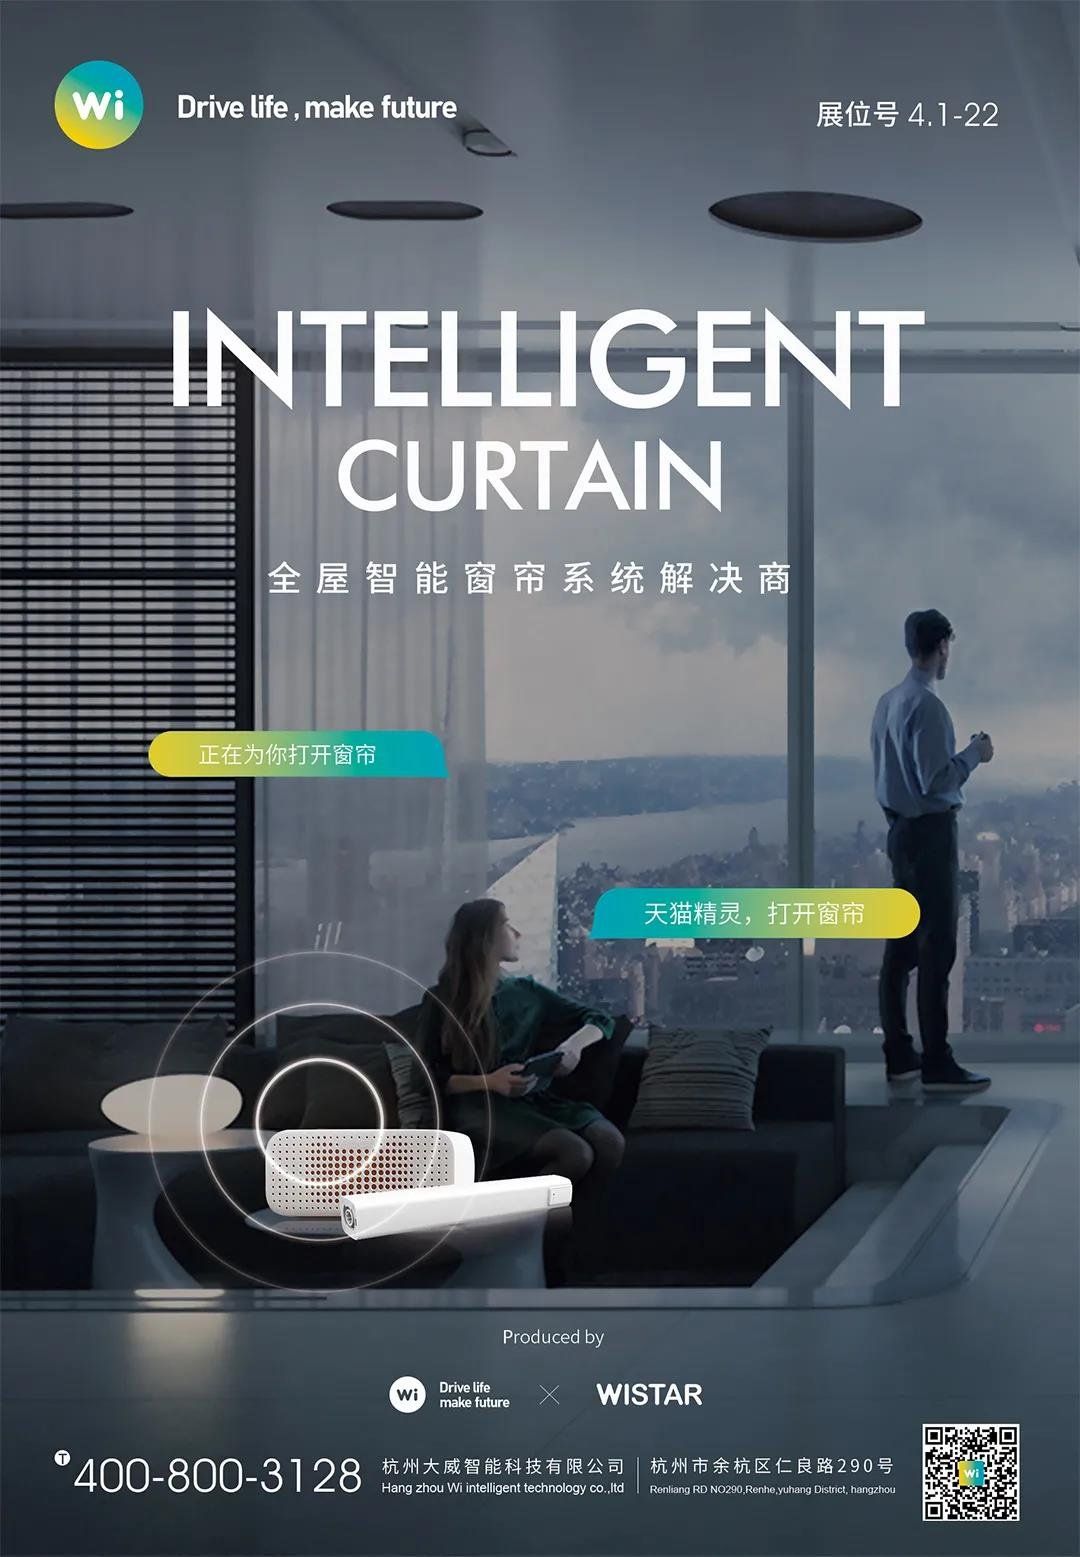 Wi
Drive life , make future
展位号 4.1-22
INTELLIGENT
CURTAIN
全屋智能窗帘系统解决商
正在为你打开窗帘
天猫精灵，打开窗帘
Produced by
Wi
Drive life
make future
WISTAR
T
400-800-3128
杭州大威智能科技有限公司
Hang zhou Wi intelligent technology co.,ltd
杭州市余杭区仁良路290号
Renliang RD NO290,Renhe,yuhang District, hangzhou
Wi